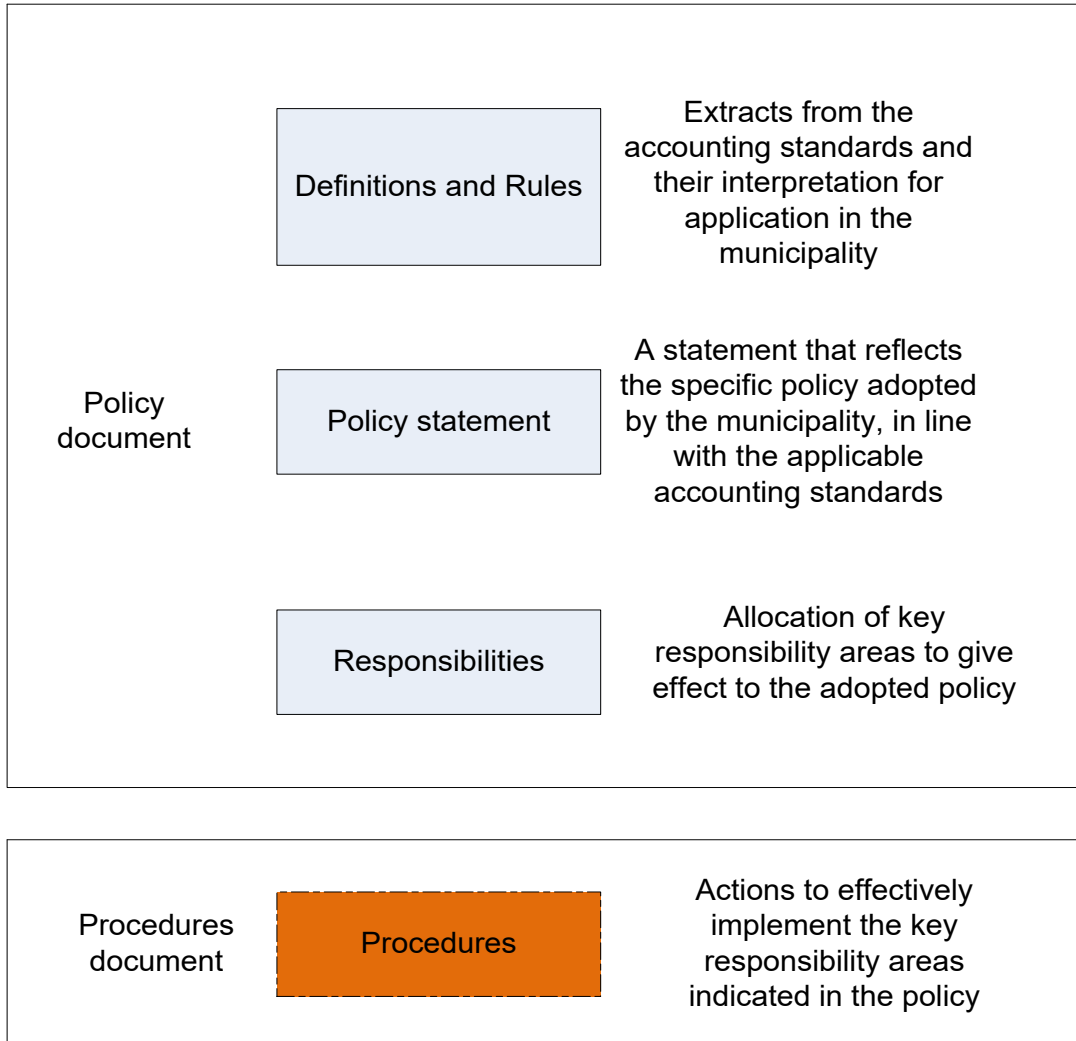 Definitions and Rules
Extracts from the
accounting standards and
their interpretation for
application in the
municipality
Policy
document
Policy statement
A statement that reflects
the specific policy adopted
by the municipality, in line
with the applicable
accounting standards
Responsibilities
Allocation of key
responsibility areas to give
effect to the adopted policy
Procedures
document
Procedures
Actions to effectively
implement the key
responsibility areas
indicated in the policy